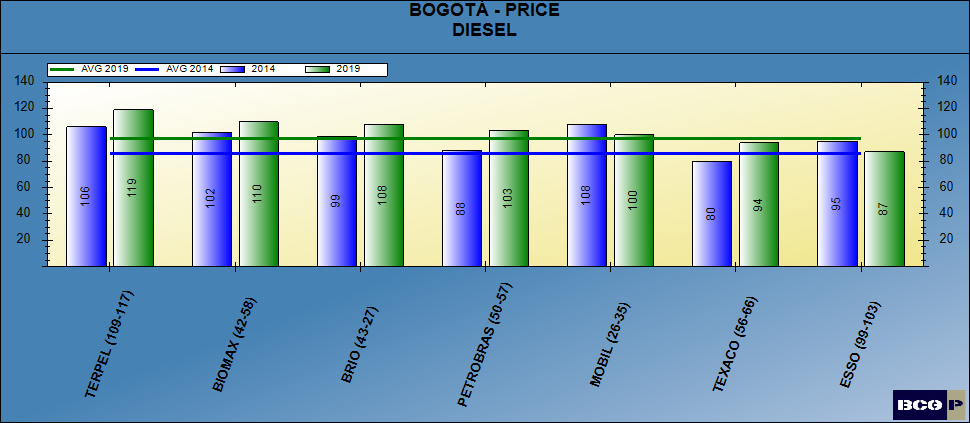 BOGOTÁ - PRICE
DIESEL
AVG 2019 AVG 2014 2014 2019
140 140
120 120
100 100
80 80
60 60
40 40
20 20
106 119 102 110 99 108 88 103 108 100 80 94 95 87
TERPEL (109-117)
BIOMAX (42-58)
BRIO (43-27)
PETROBRAS (50-57)
MOBIL (26-35)
TEXACO (56-66)
ESSO (99-103)
BCG P